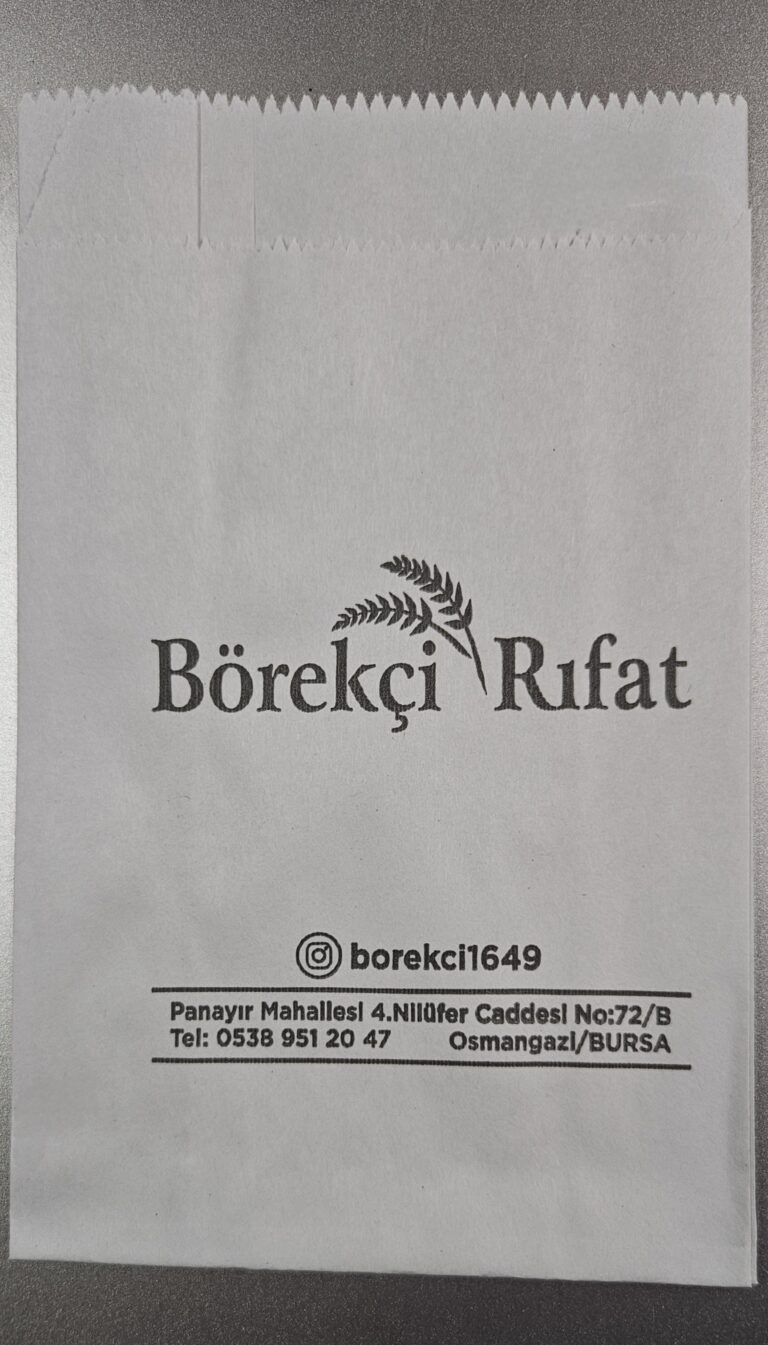 Börekçi Rıfat
borekci1649
Panayır Mahallesi 4.Nilüfer Caddesi No:72/B
Tel: 0538 951 20 47 Osmangazi/BURSA